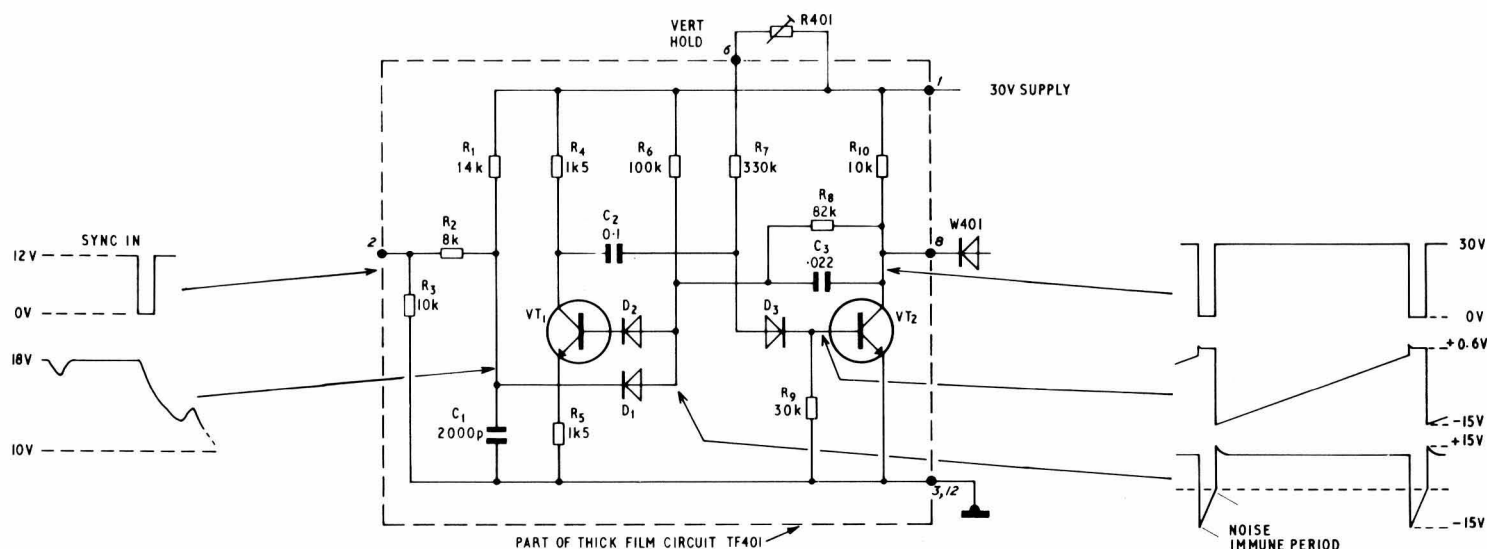 VERT
HOLD
R401
6
1
30V SUPPLY
R1
14k
R4
1k5
R6
100k
R7
330k
R10
10k
R8
82k
W401
SYNC IN
2
R2
8k
C2
0·1
C3
.022
8
12V
0V
R3
10k
VT1
D2
D3
VT2
30V
0V
18V
+0.6V
D1
10V
C1
2000p
R5
1k5
R9
30k
-15V
+15V
3,12
-15V
NOISE
IMMUNE PERIOD
PART OF THICK FILM CIRCUIT TF401